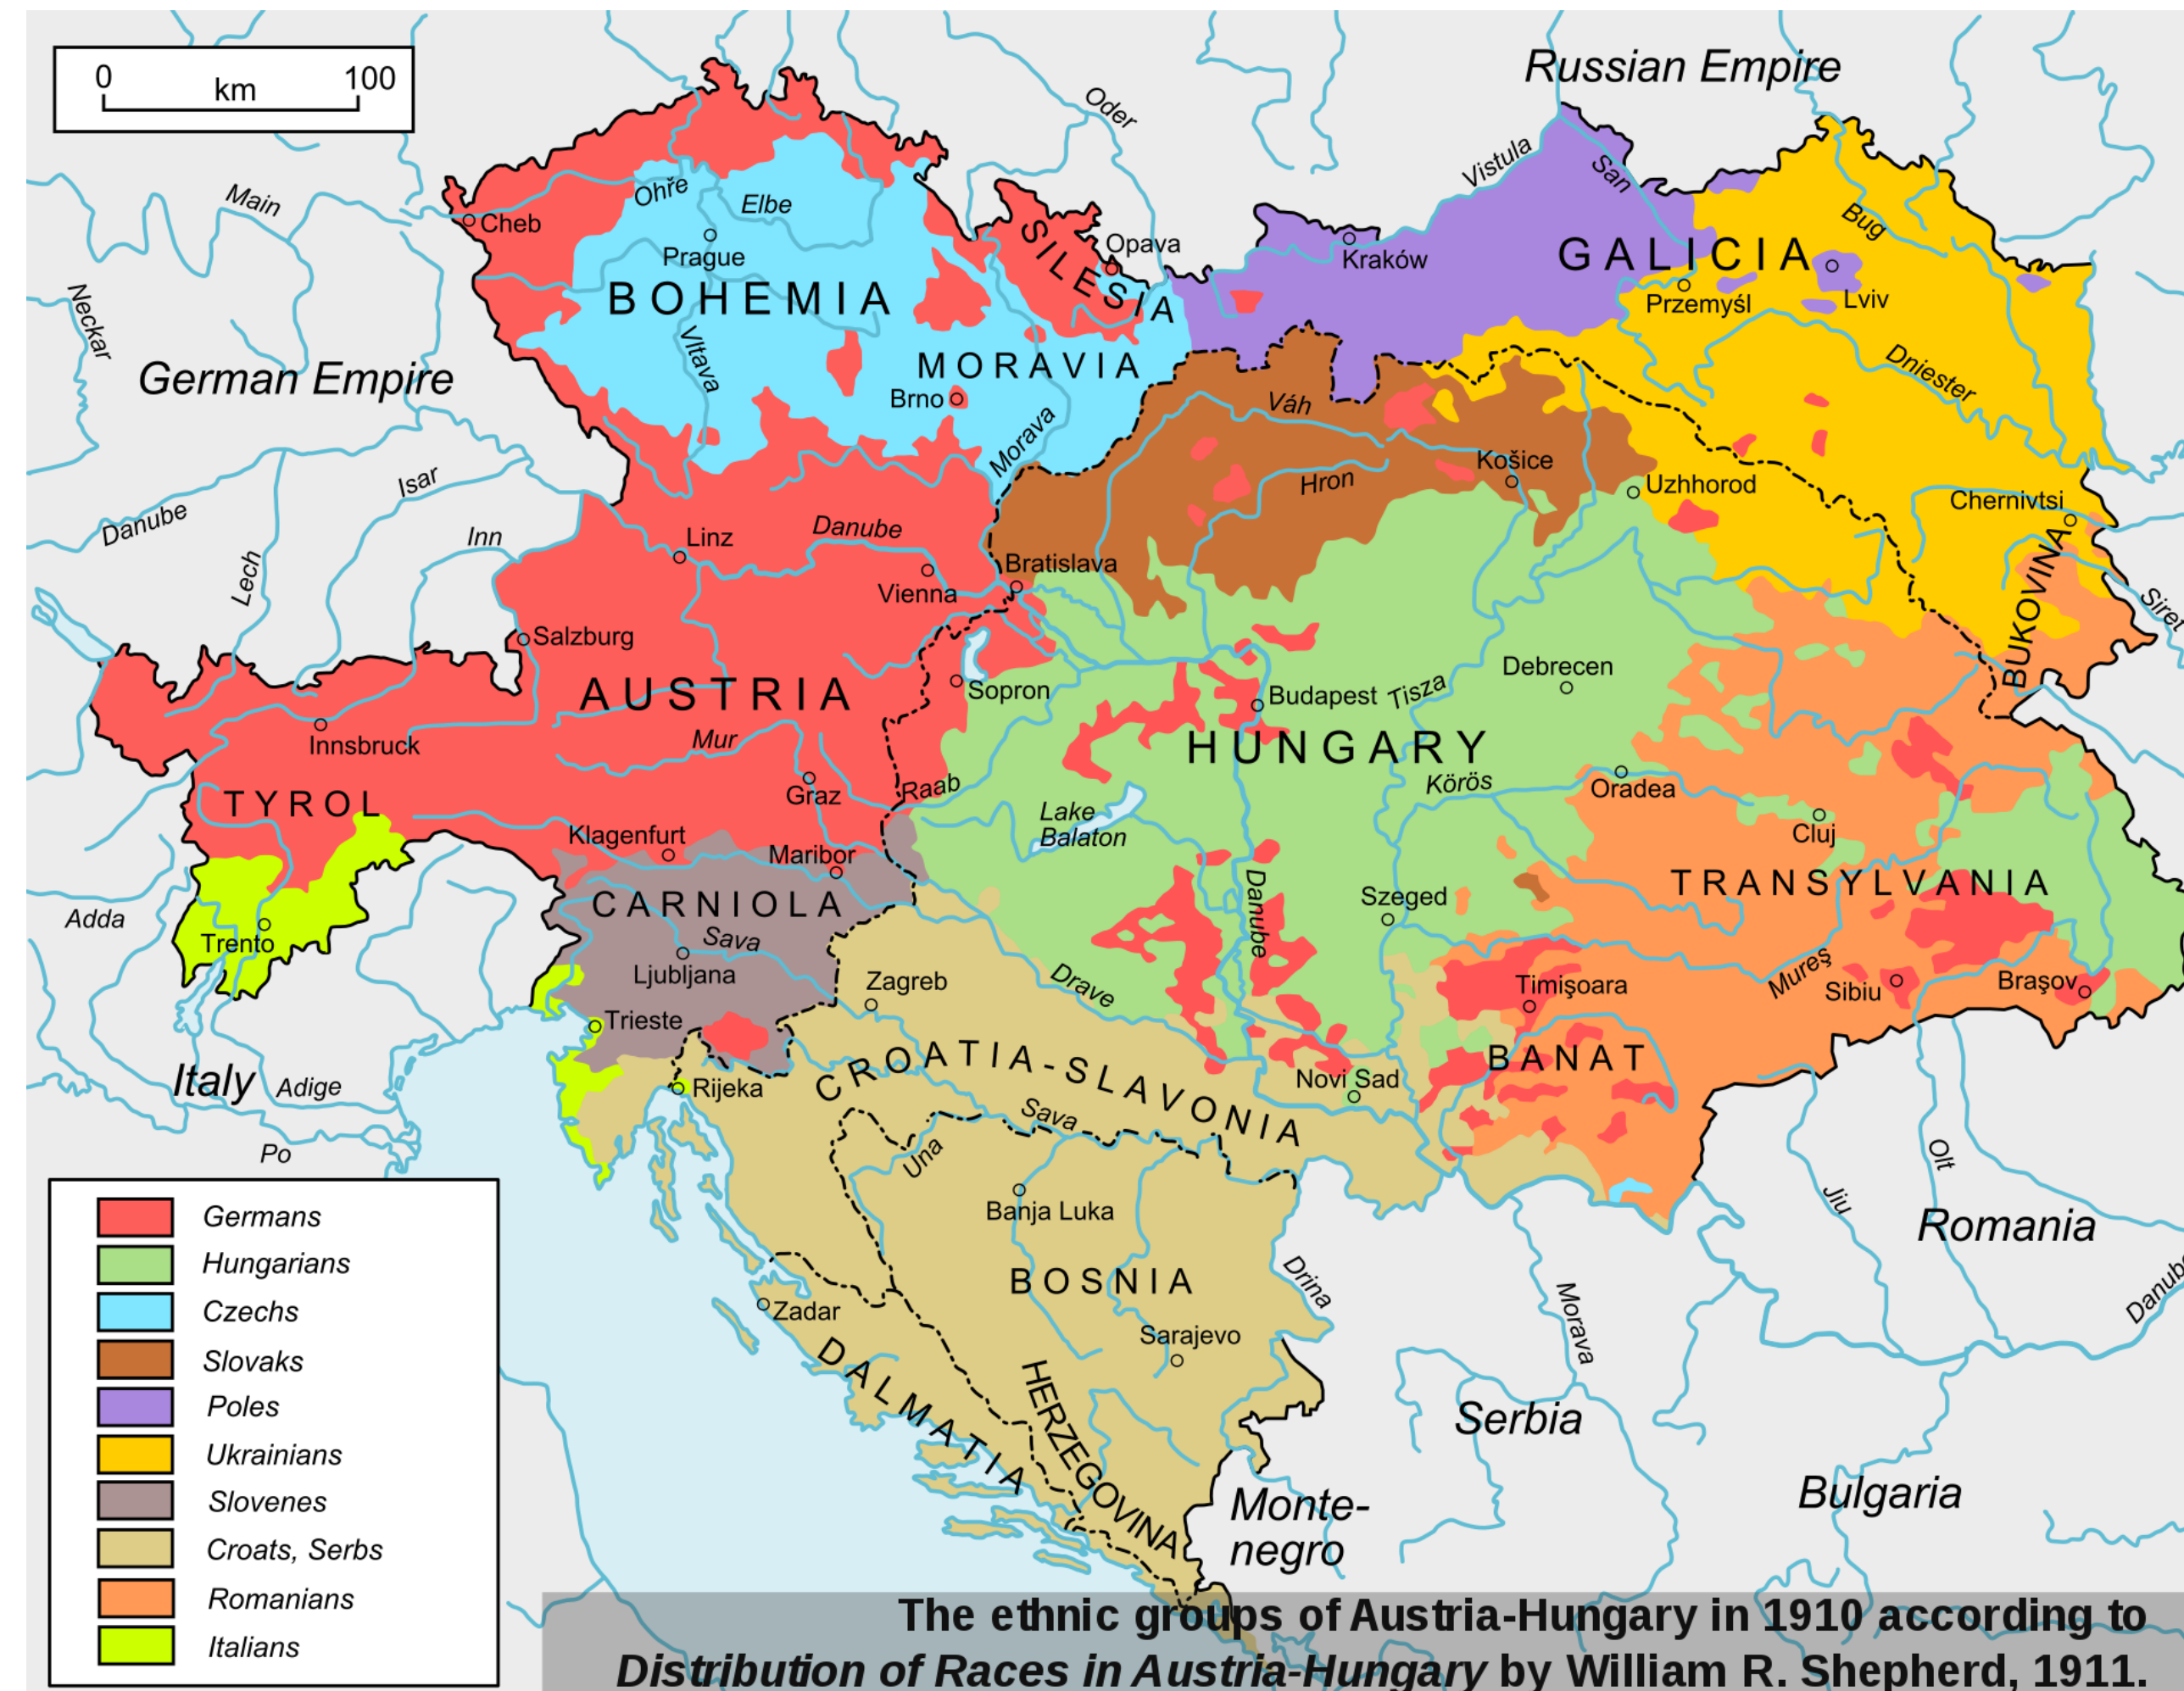 0 km 100
Russian Empire
Oder
Vistula
San
Main
Ohře
Elbe
Cheb
Prague
BOHEMIA
SILESIA
Opava
Kraków
GALICIA
Bug
Przemyśl
Lviv
Neckar
German Empire
Vltava
MORAVIA
Brno
Morava
Váh
Dniester
Hron
Košice
Uzhhorod
Chernivtsi
BUKOVINA
Siret
Danube
Isar
Lech
Inn
Linz
Danube
Vienna
Bratislava
Salzburg
AUSTRIA
Sopron
Budapest
Tisza
Debrecen
Innsbruck
Mur
HUNGARY
TYROL
Graz
Raab
Lake
Balaton
Körös
Oradea
Cluj
Klagenfurt
Maribor
CARNIOLA
Szeged
TRANSYLVANIA
Adda
Trento
Sava
Ljubljana
Zagreb
Drave
Danube
Timişoara
Mureş
Sibiu
Braşov
Trieste
Italy
Adige
Rijeka
CROATIA-SLAVONIA
Novi Sad
BANAT
Po
Una
Sava
Banja Luka
Olt
Jiu
Romania
BOSNIA
Drina
Morava
Danube
Zadar
Sarajevo
DALMATIA
HERZEGOVINA
Serbia
Bulgaria
Monte-
negro
Germans
Hungarians
Czechs
Slovaks
Poles
Ukrainians
Slovenes
Croats, Serbs
Romanians
Italians
The ethnic groups of Austria-Hungary in 1910 according to
Distribution of Races in Austria-Hungary by William R. Shepherd, 1911.